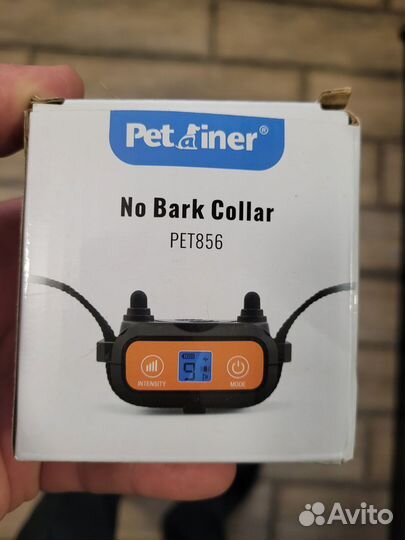 Petainer®
No Bark Collar
PET856
9
INTENSITY
MODE
Avito